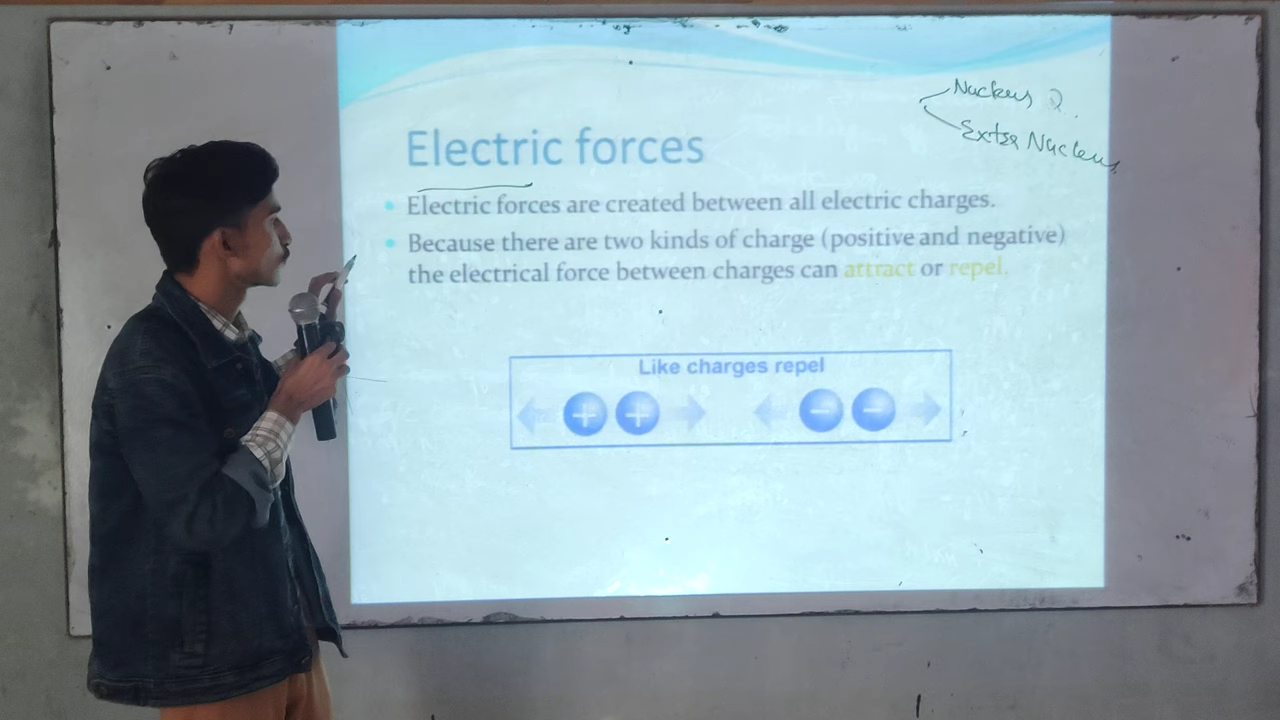 Nucleus
Extra Nucleus
Electric forces
Electric forces are created between all electric charges.
Because there are two kinds of charge (positive and negative)
the electrical force between charges can attract or repel.
Like charges repel
+ + - -